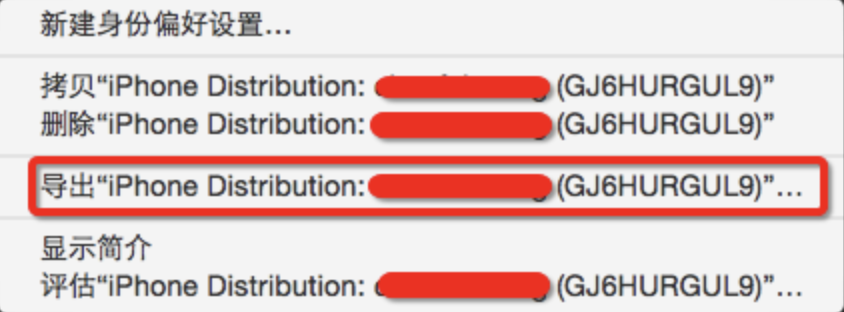 新建身份偏好设置...
拷贝“iPhone Distribution: (GJ6HURGUL9)”
删除“iPhone Distribution: (GJ6HURGUL9)”
导出“iPhone Distribution: (GJ6HURGUL9)”...
显示简介
评估“iPhone Distribution: (GJ6HURGUL9)”...